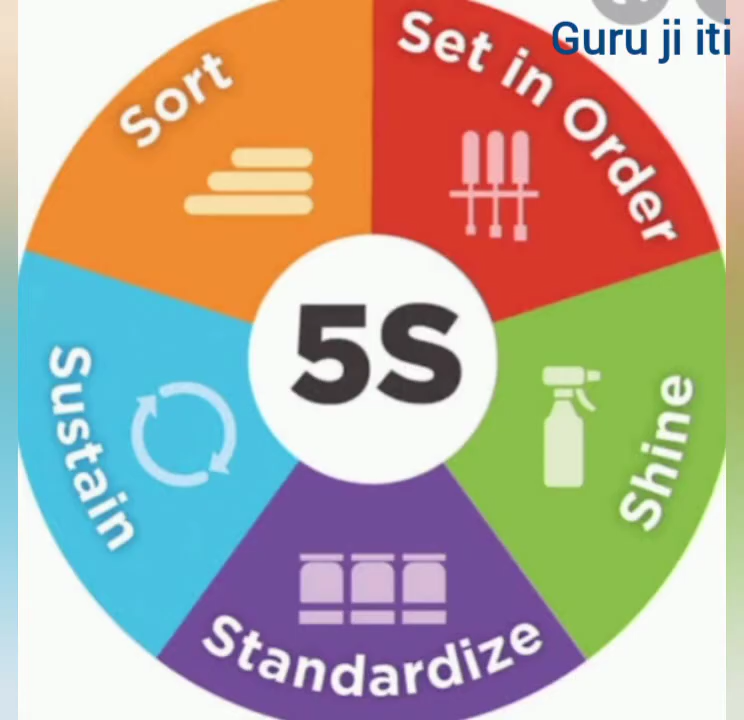 Guru ji iti
Sort
Set in Order
5S
Shine
Standardize
Sustain